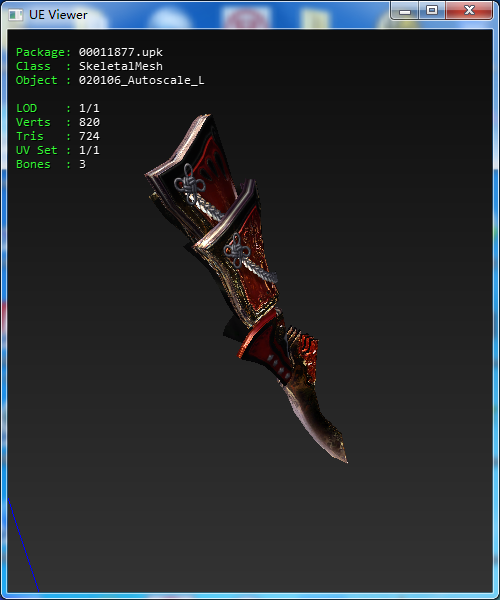 UE Viewer
Package: 00011877.upk
Class : SkeletalMesh
Object : 020106_Autoscale_L
LOD : 1/1
Verts : 820
Tris : 724
UV Set : 1/1
Bones : 3